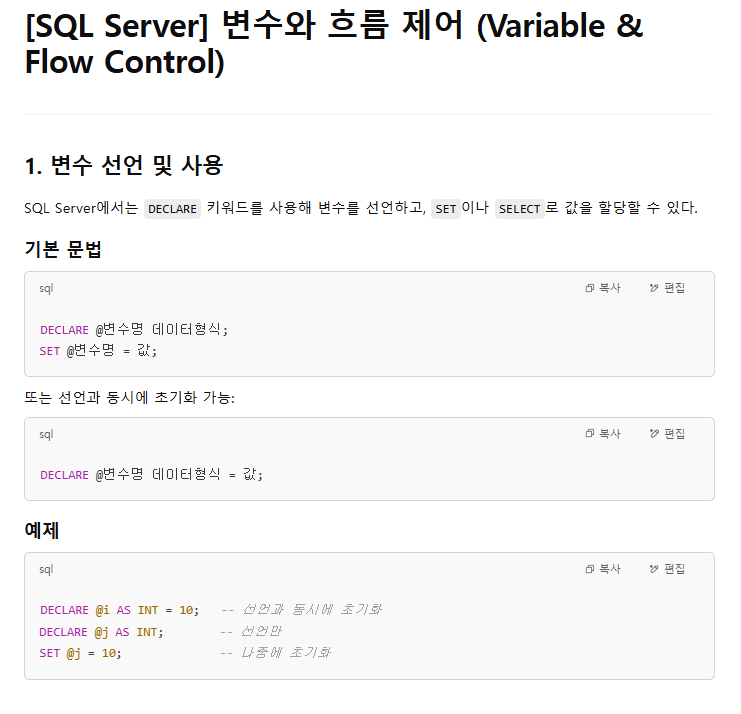 [SQL Server] 변수와 흐름 제어 (Variable &
Flow Control)
1. 변수 선언 및 사용
SQL Server에서는 DECLARE 키워드를 사용해 변수를 선언하고, SET이나 SELECT로 값을 할당할 수 있다.
기본 문법
sql 복사 편집
DECLARE @변수명 데이터형식;
SET @변수명 = 값;
또는 선언과 동시에 초기화 가능:
sql 복사 편집
DECLARE @변수명 데이터형식 = 값;
예제
sql 복사 편집
DECLARE @i AS INT = 10;   -- 선언과 동시에 초기화
DECLARE @j AS INT;        -- 선언만
SET @j = 10;              -- 나중에 초기화